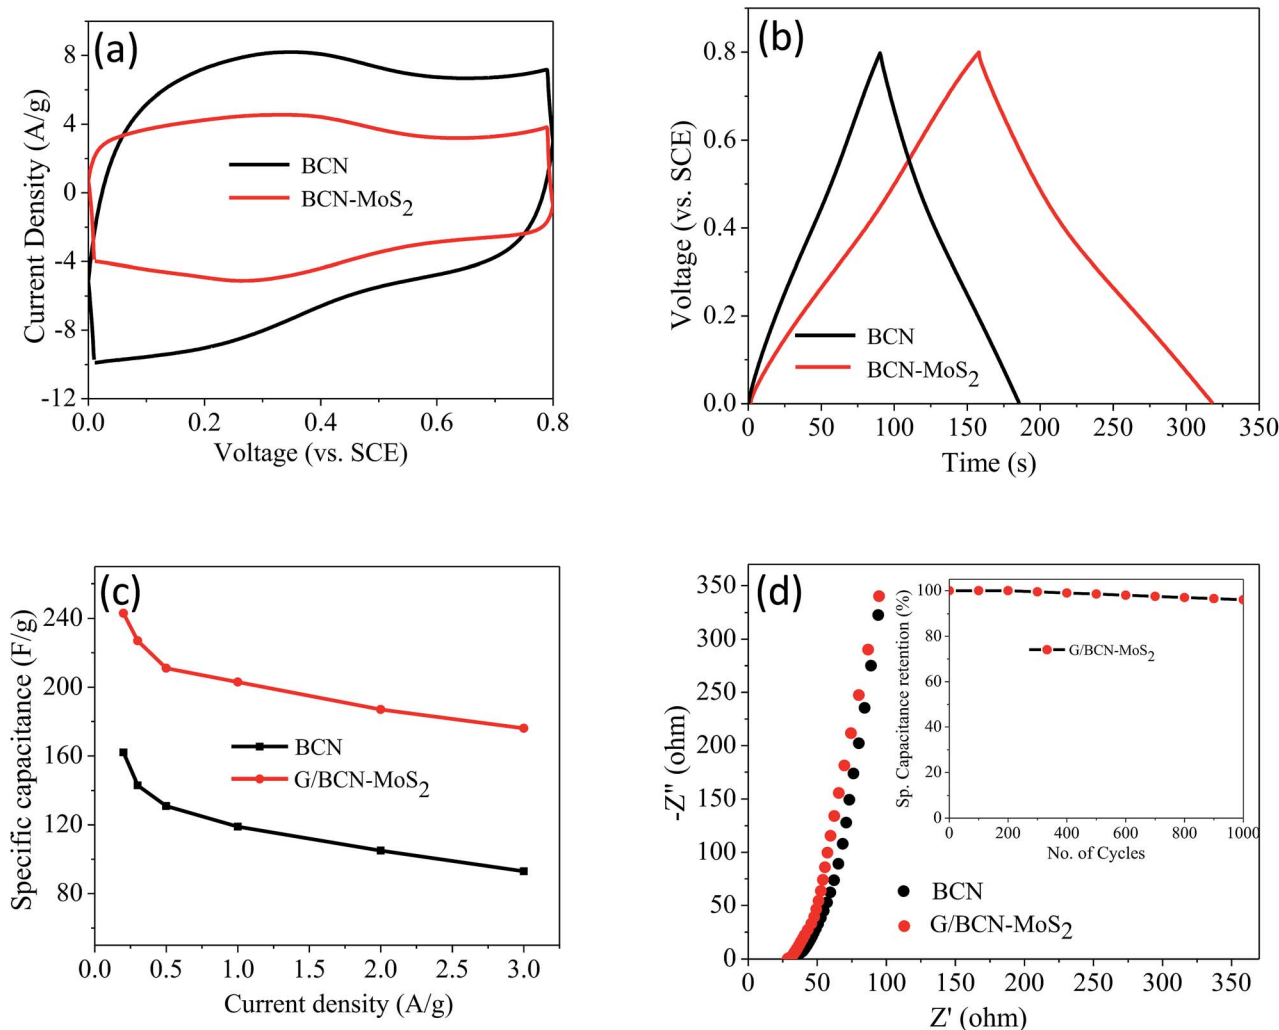 (a)
Current Density (A/g)
8
4
0
-4
-8
-12
BCN
BCN-MoS2
0.0 0.2 0.4 0.6 0.8
Voltage (vs. SCE)
(b)
Voltage (vs. SCE)
0.8
0.6
0.4
0.2
0.0
BCN
BCN-MoS2
0 50 100 150 200 250 300 350
Time (s)
(c)
Specific capacitance (F/g)
240
200
160
120
80
BCN
G/BCN-MoS2
0.0 0.5 1.0 1.5 2.0 2.5 3.0
Current density (A/g)
(d)
-Z" (ohm)
350
300
250
200
150
100
50
0
Sp. Capacitance retention (%)
100
80
60
40
20
0
G/BCN-MoS2
0 200 400 600 800 1000
No. of Cycles
BCN
G/BCN-MoS2
0 50 100 150 200 250 300 350
Z' (ohm)